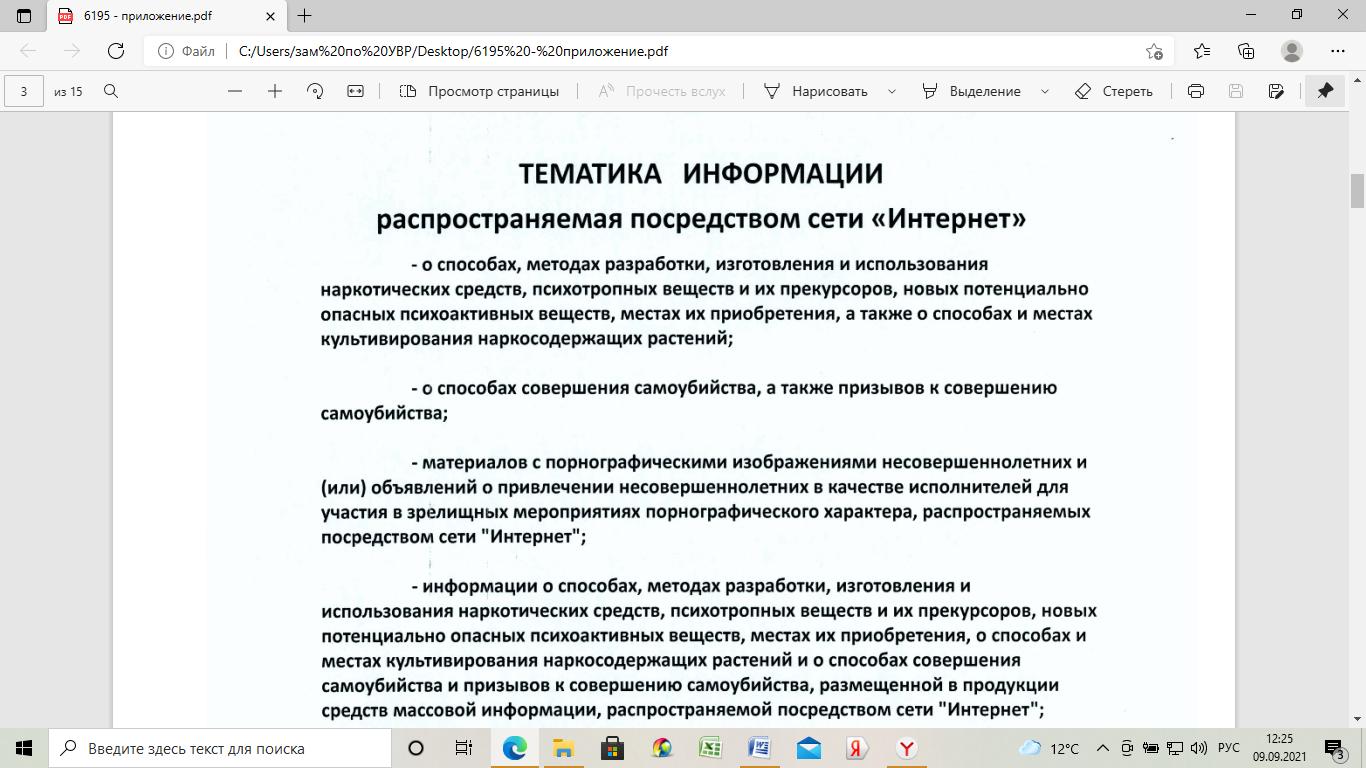 6195 - приложение.pdf
Файл C:/Users/зам%20по%20УВР/Desktop/6195%20-%20приложение.pdf
3 из 15 Просмотр страницы Прочесть вслух Нарисовать Выделение Стереть
ТЕМАТИКА ИНФОРМАЦИИ
распространяемая посредством сети «Интернет»
- о способах, методах разработки, изготовления и использования
наркотических средств, психотропных веществ и их прекурсоров, новых потенциально
опасных психоактивных веществ, местах их приобретения, а также о способах и местах
культивирования наркосодержащих растений;
- о способах совершения самоубийства, а также призывов к совершению
самоубийства;
- материалов с порнографическими изображениями несовершеннолетних и
(или) объявлений о привлечении несовершеннолетних в качестве исполнителей для
участия в зрелищных мероприятиях порнографического характера, распространяемых
посредством сети "Интернет";
- информации о способах, методах разработки, изготовления и
использования наркотических средств, психотропных веществ и их прекурсоров, новых
потенциально опасных психоактивных веществ, местах их приобретения, о способах и
местах культивирования наркосодержащих растений и о способах совершения
самоубийства и призывов к совершению самоубийства, размещенной в продукции
средств массовой информации, распространяемой посредством сети "Интернет";
Введите здесь текст для поиска
12°C РУС 12:25
09.09.2021
3